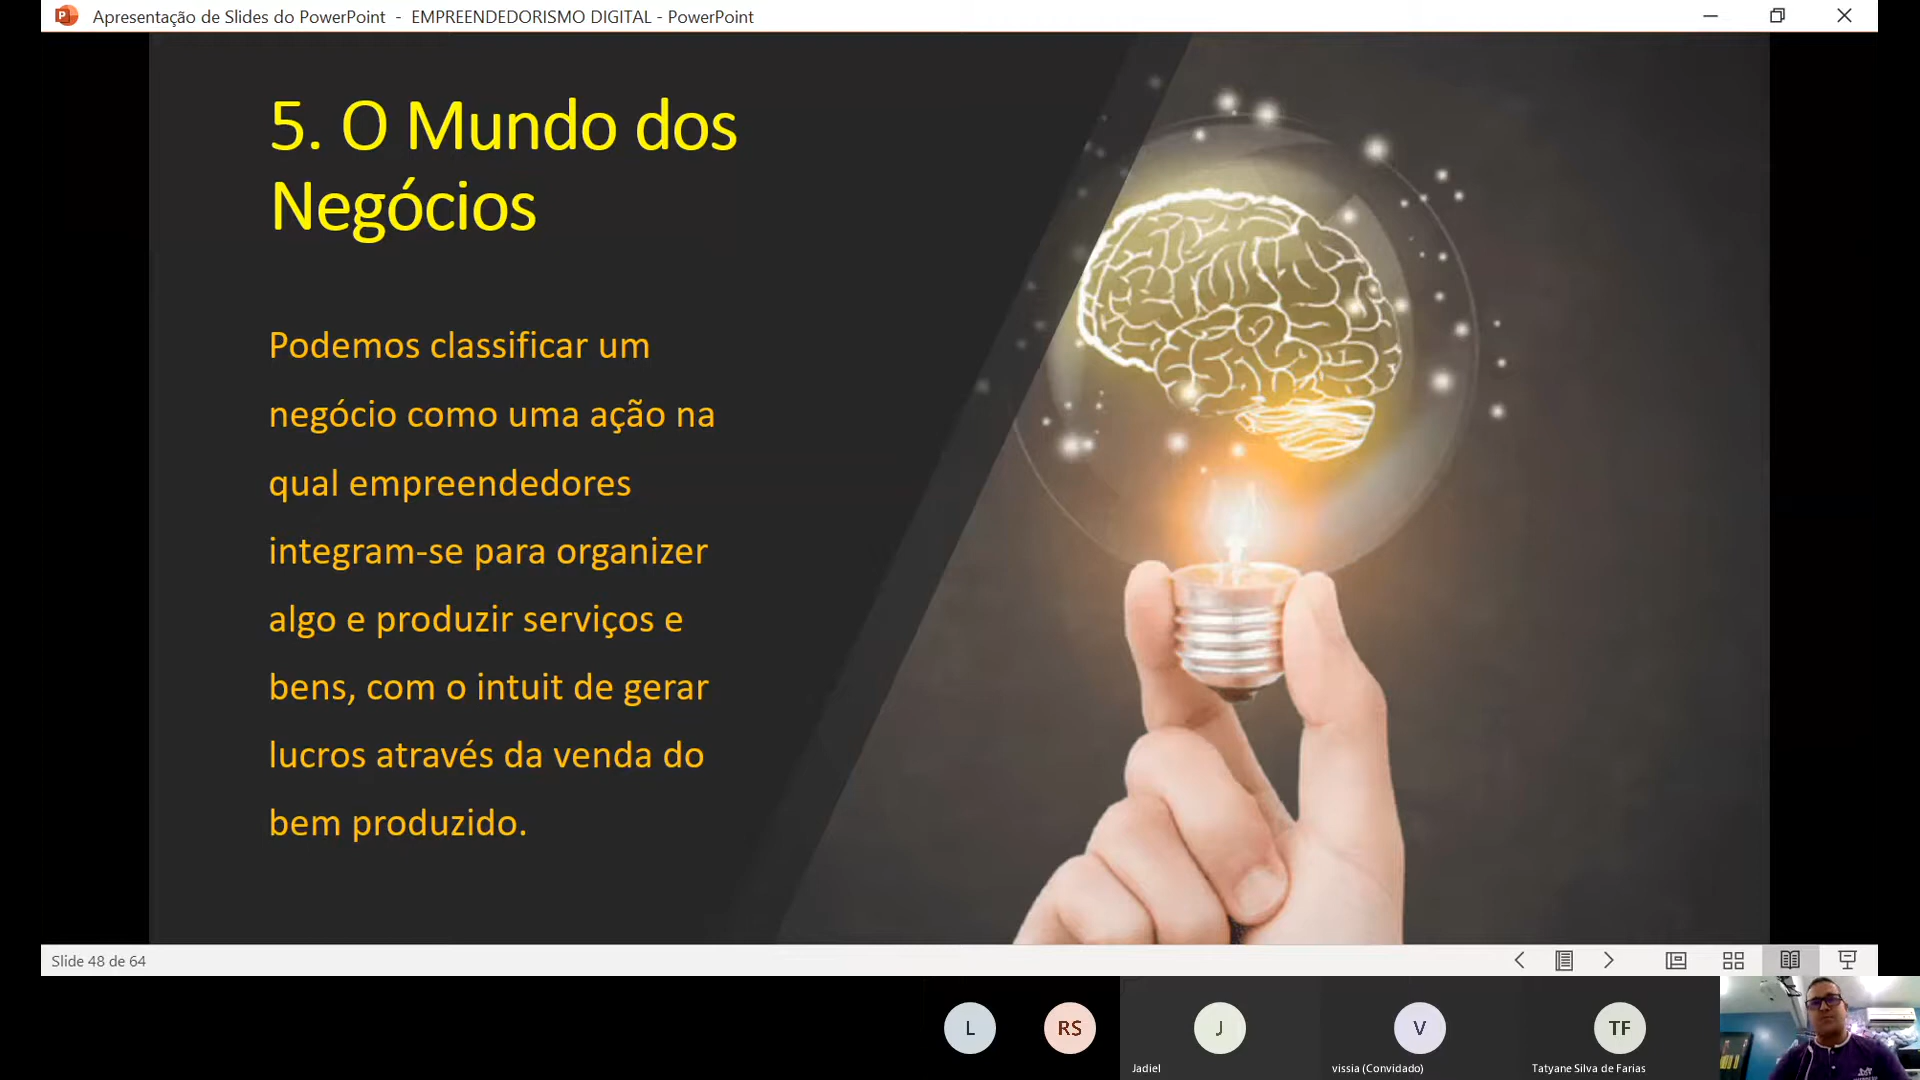 Apresentação de Slides do PowerPoint - EMPREENDEDORISMO DIGITAL - PowerPoint
5. O Mundo dos
Negócios
Podemos classificar um
negócio como uma ação na
qual empreendedores
integram-se para organizer
algo e produzir serviços e
bens, com o intuit de gerar
lucros através da venda do
bem produzido.
Slide 48 de 64
L
RS
J
V
TF
Jadiel
vissia (Convidado)
Tatyane Silva de Farias